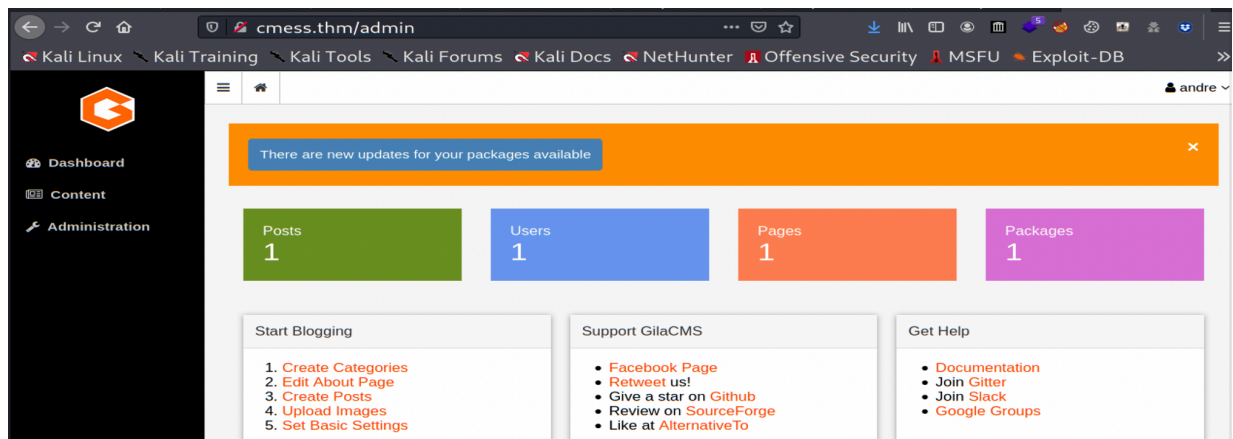 cmess.thm/admin
5
Kali Linux Kali Training Kali Tools Kali Forums Kali Docs NetHunter Offensive Security MSFU Exploit-DB »
andre
Dashboard
Content
Administration
There are new updates for your packages available ×
Posts
1
Users
1
Pages
1
Packages
1
Start Blogging
1. Create Categories
2. Edit About Page
3. Create Posts
4. Upload Images
5. Set Basic Settings
Support GilaCMS
• Facebook Page
• Retweet us!
• Give a star on Github
• Review on SourceForge
• Like at AlternativeTo
Get Help
• Documentation
• Join Gitter
• Join Slack
• Google Groups